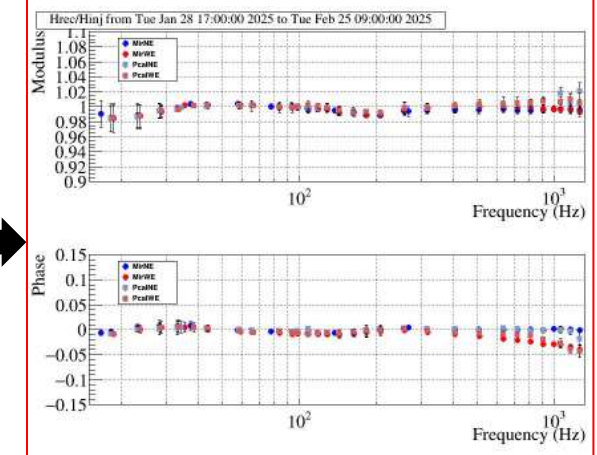 Hrec/Hinj from Tue Jan 28 17:00:00 2025 to Tue Feb 25 09:00:00 2025
Modulus
1.1
1.08
1.06
1.04
1.02
1
0.98
0.96
0.94
0.92
0.9
MirNE
MirWE
PcalNE
PcalWE
10²
10³
Frequency (Hz)
Phase
0.15
0.1
0.05
0
−0.05
−0.1
−0.15
MirNE
MirWE
PcalNE
PcalWE
10²
10³
Frequency (Hz)